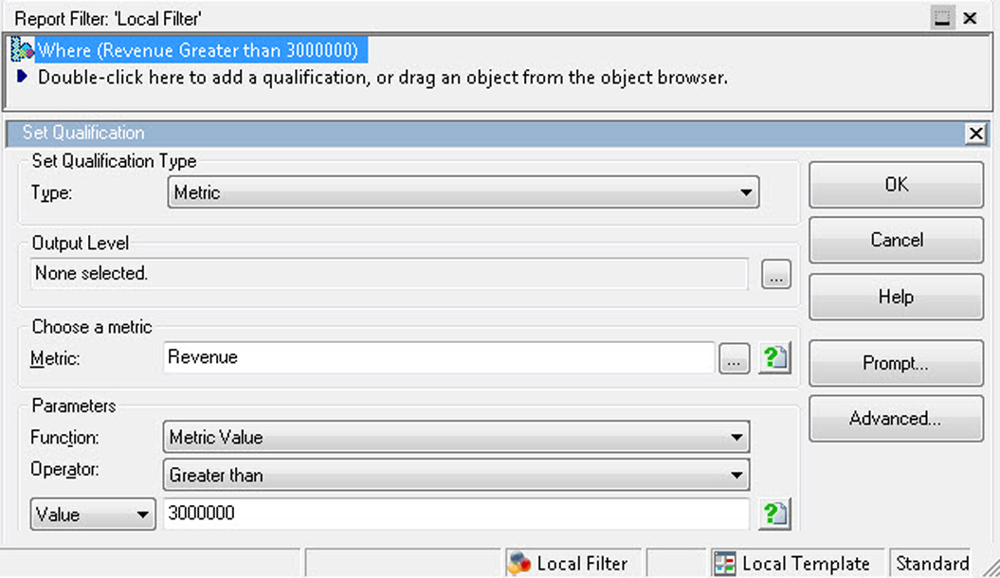 Report Filter: 'Local Filter'
Where (Revenue Greater than 3000000)
Double-click here to add a qualification, or drag an object from the object browser.
Set Qualification
Set Qualification Type
Type: Metric
OK
Output Level
None selected. ...
Cancel
Help
Choose a metric
Metric: Revenue ...
Prompt...
Parameters
Function: Metric Value
Advanced...
Operator: Greater than
Value 3000000
Local Filter Local Template Standard